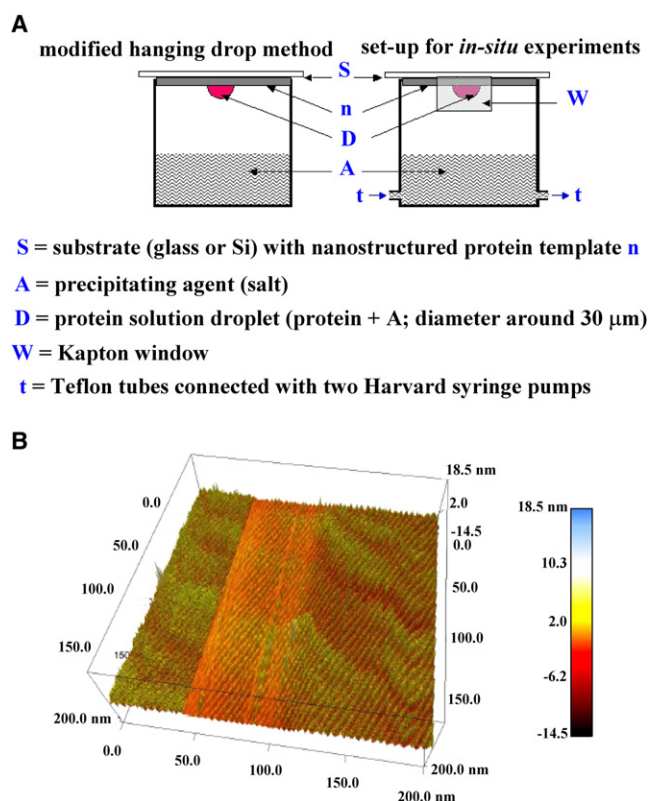 A
modified hanging drop method
set-up for in-situ experiments
S
n
W
D
A
t
t
S = substrate (glass or Si) with nanostructured protein template n
A = precipitating agent (salt)
D = protein solution droplet (protein + A; diameter around 30 μm)
W = Kapton window
t = Teflon tubes connected with two Harvard syringe pumps
B
18.5 nm
2.0
-14.5
0.0
0.0
50.0
50.0
100.0
100.0
150.0
150
150.0
200.0 nm
0.0
50.0
100.0
150.0
200.0 nm
200.0 nm
18.5 nm
10.3
2.0
-6.2
-14.5